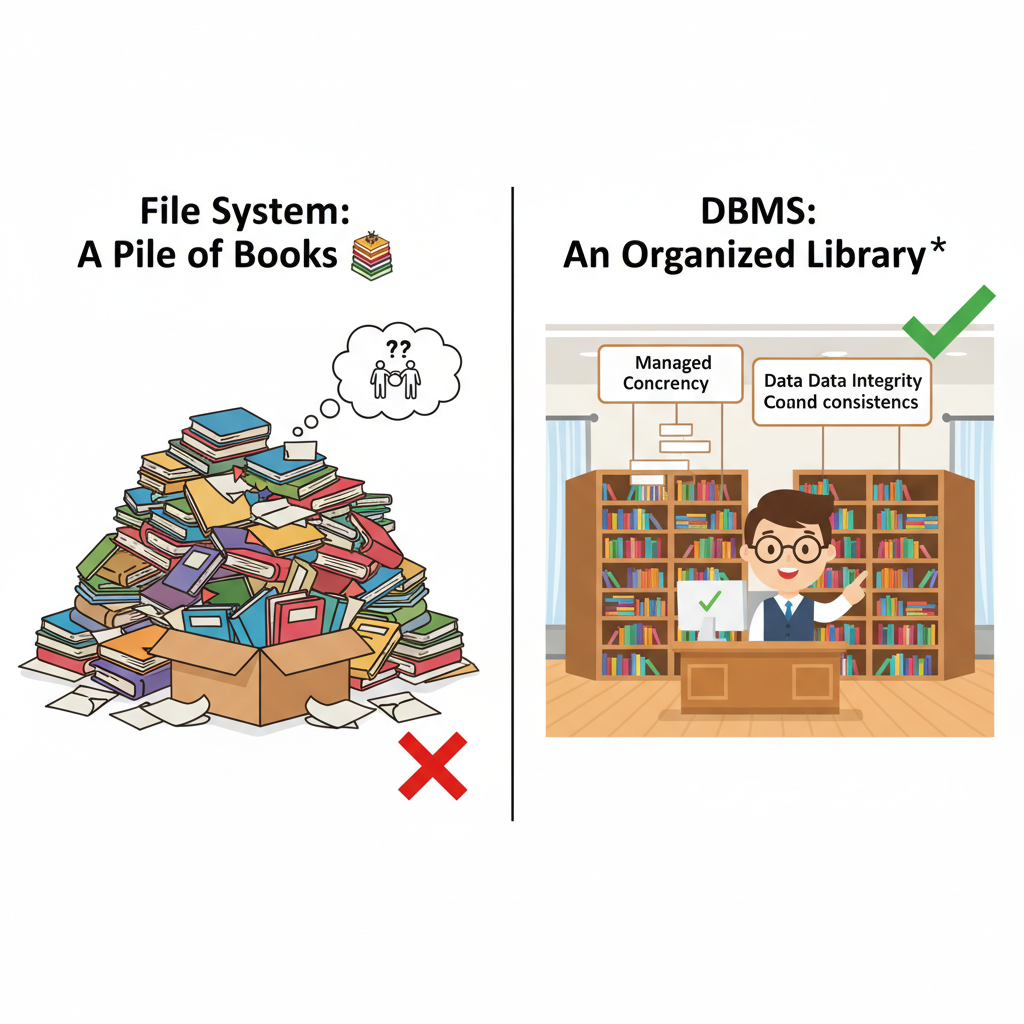 File System:
A Pile of Books
??
DBMS:
An Organized Library*
Managed
Concrency
Data Data Integrity
Coand consistencs